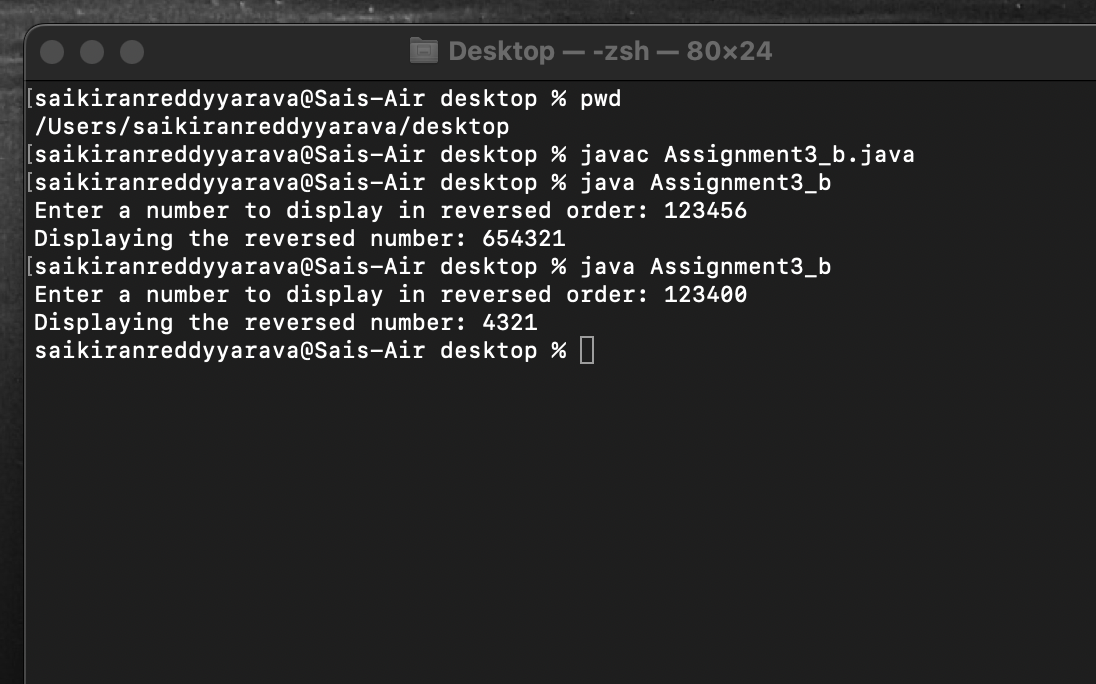 Desktop — -zsh — 80×24
[saikiranreddyyarava@Sais-Air desktop % pwd
/Users/saikiranreddyyarava/desktop
[saikiranreddyyarava@Sais-Air desktop % javac Assignment3_b.java
[saikiranreddyyarava@Sais-Air desktop % java Assignment3_b
Enter a number to display in reversed order: 123456
Displaying the reversed number: 654321
[saikiranreddyyarava@Sais-Air desktop % java Assignment3_b
Enter a number to display in reversed order: 123400
Displaying the reversed number: 4321
saikiranreddyyarava@Sais-Air desktop %